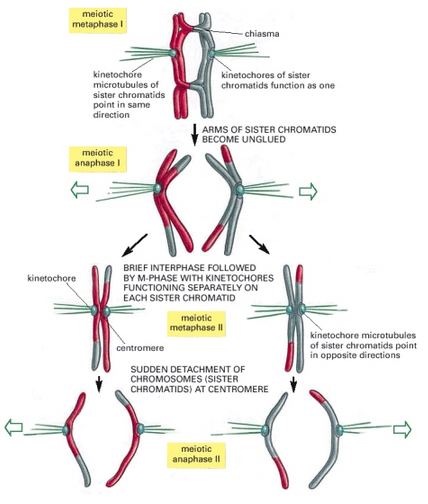 meiotic
metaphase I
chiasma
kinetochore
microtubules of
sister chromatids
point in same
direction
kinetochores of sister
chromatids function as one
ARMS OF SISTER CHROMATIDS
BECOME UNGLUED
meiotic
anaphase I
BRIEF INTERPHASE FOLLOWED
BY M-PHASE WITH KINETOCHORES
FUNCTIONING SEPARATELY ON
EACH SISTER CHROMATID
kinetochore
meiotic
metaphase II
centromere
kinetochore microtubules
of sister chromatids point
in opposite directions
SUDDEN DETACHMENT OF
CHROMOSOMES (SISTER
CHROMATIDS) AT CENTROMERE
meiotic
anaphase II